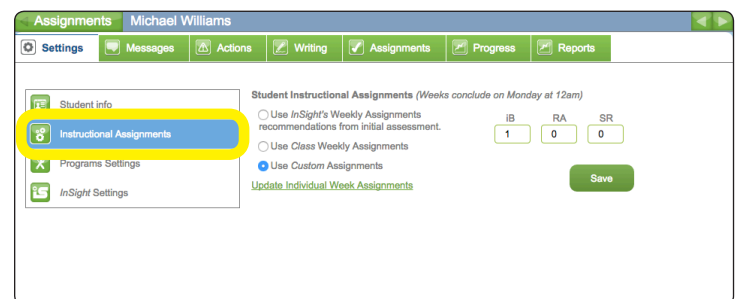 Assignments Michael Williams
Settings Messages Actions Writing Assignments Progress Reports
Student info
Instructional Assignments
Programs Settings
InSight Settings
Student Instructional Assignments (Weeks conclude on Monday at 12am)
Use InSight's Weekly Assignments
recommendations from initial assessment.
Use Class Weekly Assignments
Use Custom Assignments
Update Individual Week Assignments
iB RA SR
1 0 0
Save